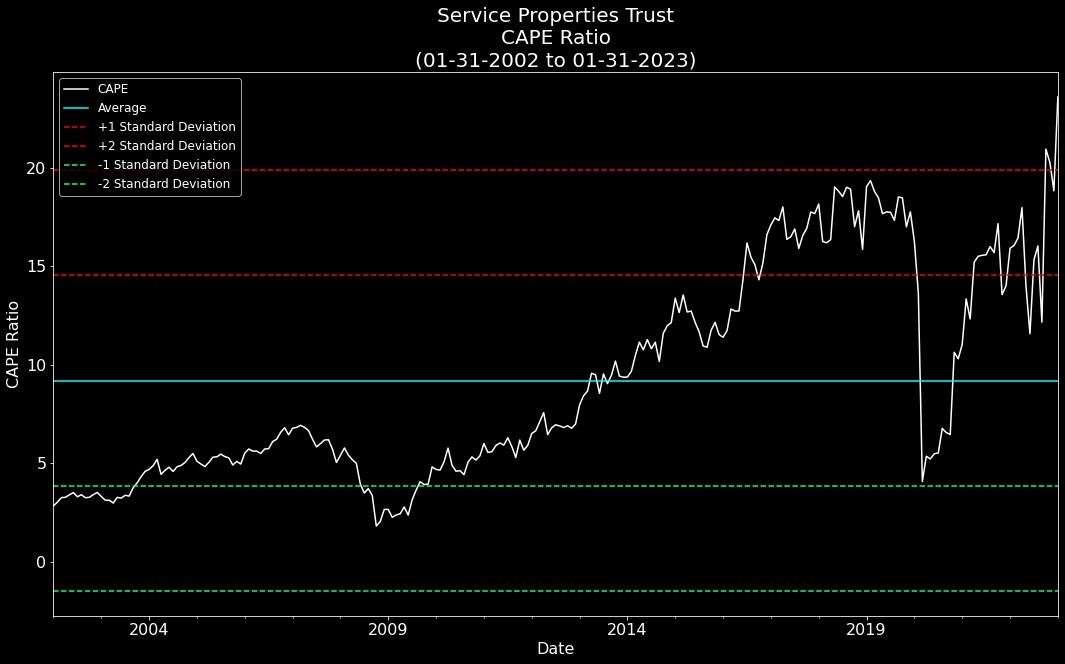 Service Properties Trust
CAPE Ratio
(01-31-2002 to 01-31-2023)
CAPE
Average
+1 Standard Deviation
+2 Standard Deviation
-1 Standard Deviation
-2 Standard Deviation
CAPE Ratio
20
15
10
5
0
2004
2009
2014
2019
Date